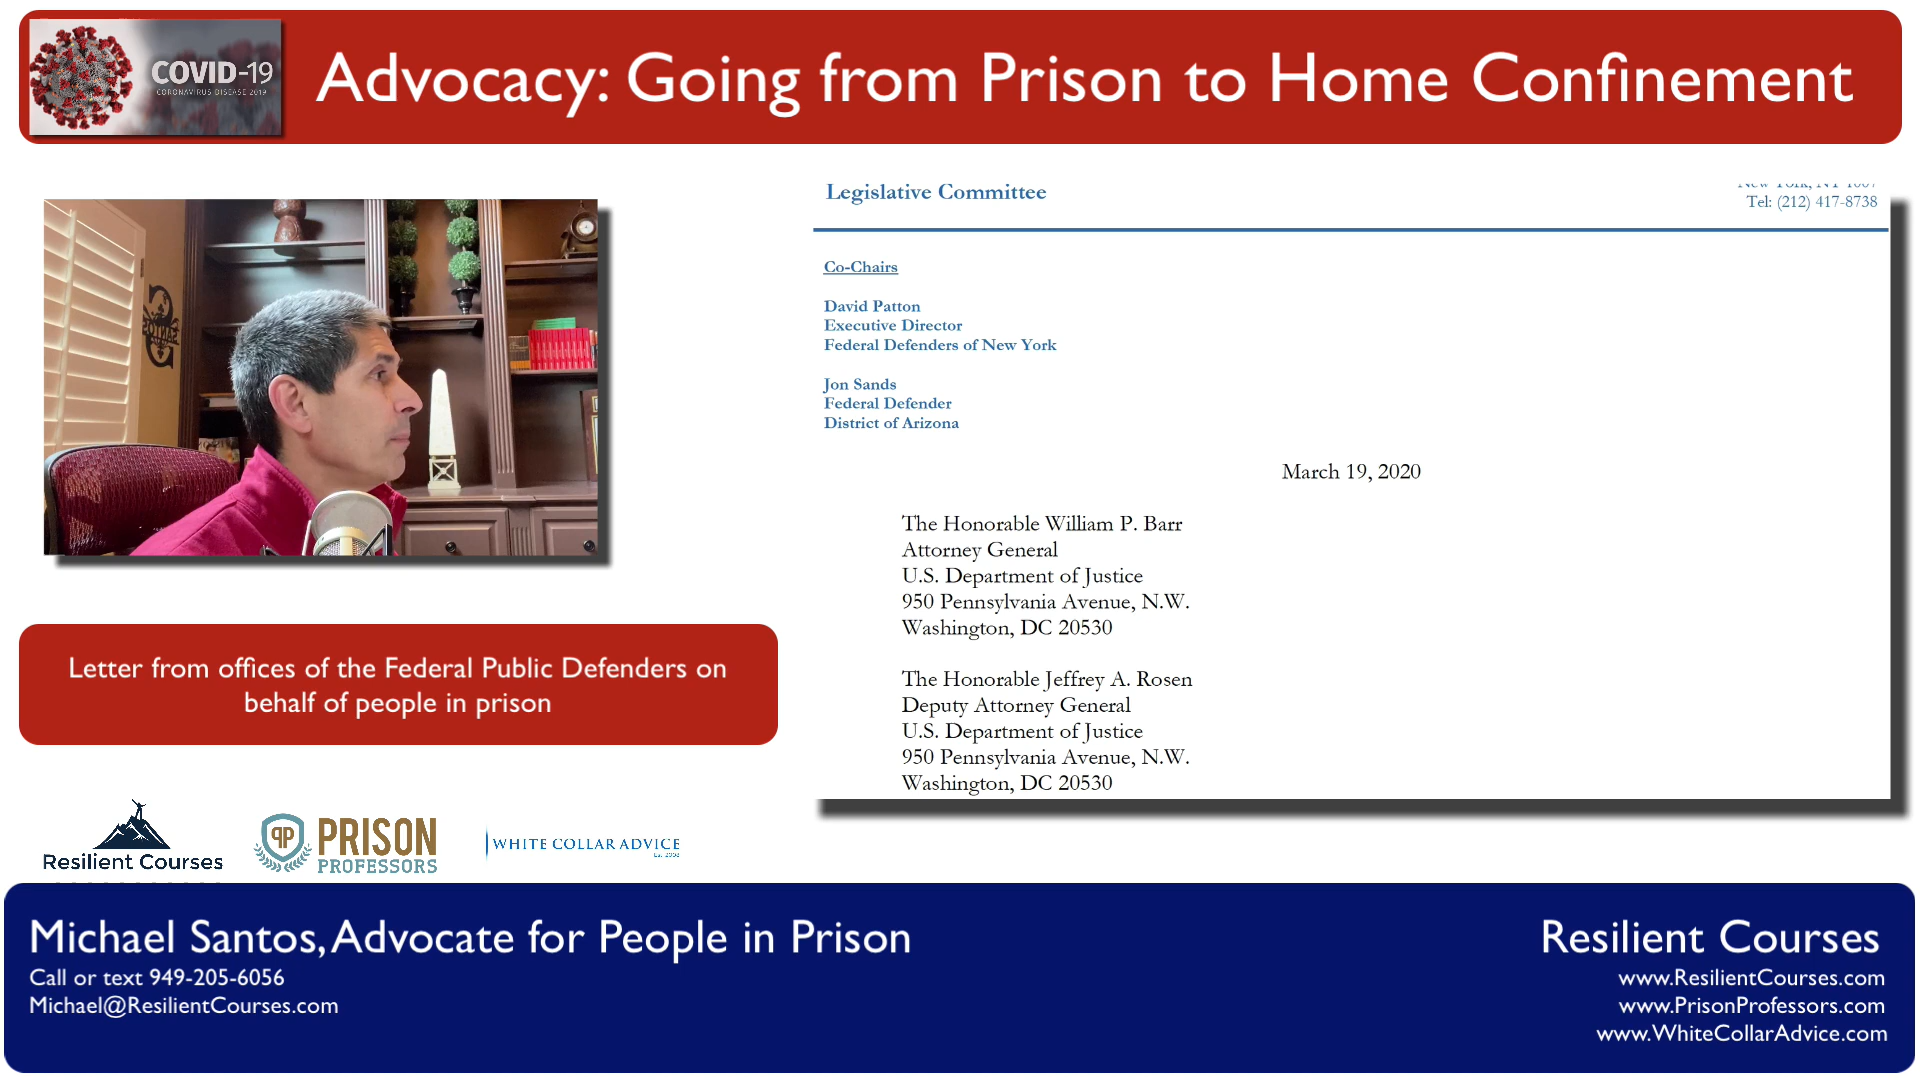 COVID-19
CORONAVIRUS DISEASE 2019
Advocacy: Going from Prison to Home Confinement
Legislative Committee
Tel: (212) 417-8738
Co-Chairs
David Patton
Executive Director
Federal Defenders of New York
Jon Sands
Federal Defender
District of Arizona
March 19, 2020
The Honorable William P. Barr
Attorney General
U.S. Department of Justice
950 Pennsylvania Avenue, N.W.
Washington, DC 20530
The Honorable Jeffrey A. Rosen
Deputy Attorney General
U.S. Department of Justice
950 Pennsylvania Avenue, N.W.
Washington, DC 20530
Letter from offices of the Federal Public Defenders on
behalf of people in prison
Resilient Courses
PP PRISON
PROFESSORS
WHITE COLLAR ADVICE
Michael Santos, Advocate for People in Prison
Call or text 949-205-6056
Michael@ResilientCourses.com
Resilient Courses
www.ResilientCourses.com
www.PrisonProfessors.com
www.WhiteCollarAdvice.com